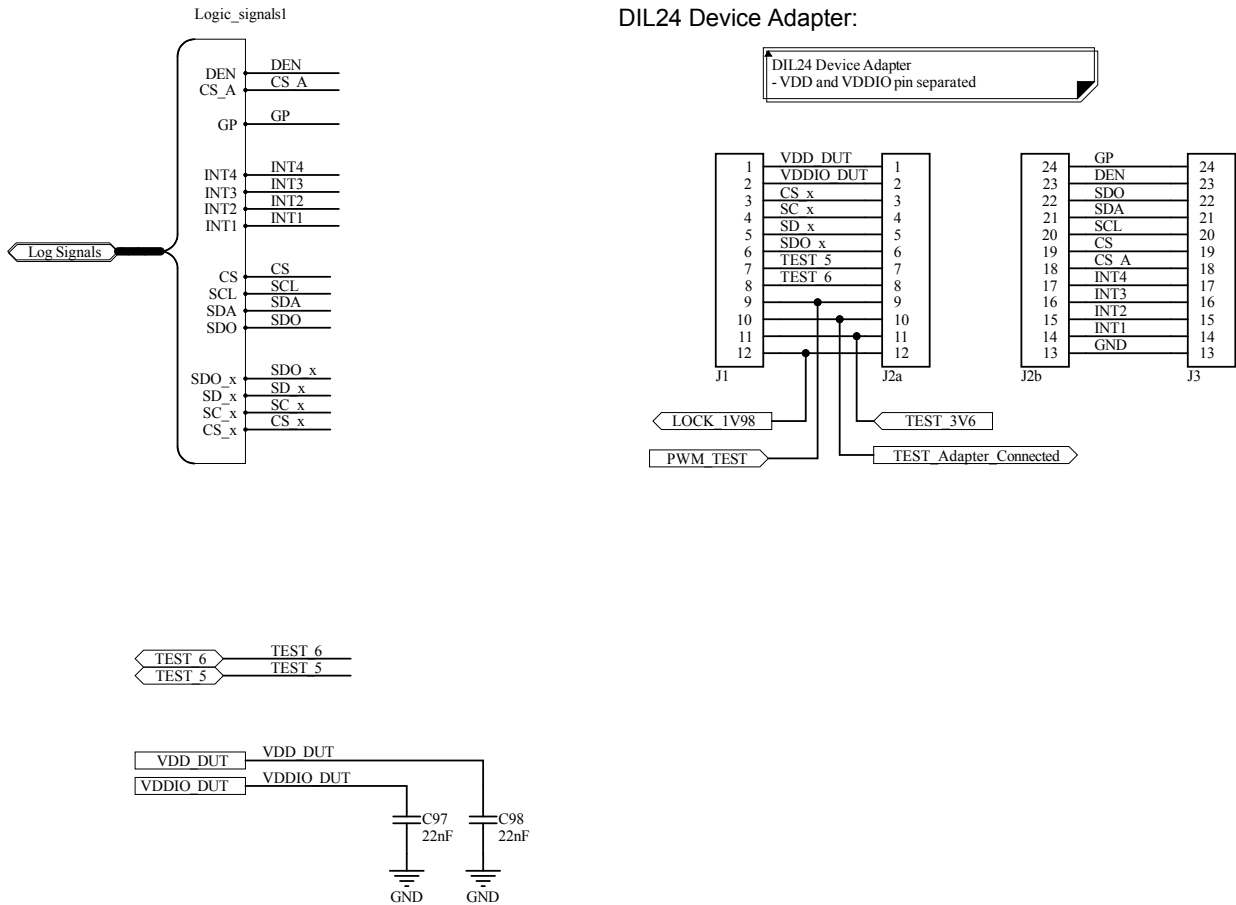 Logic_signals1
DEN DEN
CS_A CS_A
GP GP
INT4 INT4
INT3 INT3
INT2 INT2
INT1 INT1
Log Signals
CS CS
SCL SCL
SDA SDA
SDO SDO
SDO_x SDO_x
SD_x SD_x
SC_x SC_x
CS_x CS_x
DIL24 Device Adapter:
DIL24 Device Adapter
- VDD and VDDIO pin separated
1 VDD_DUT 1
2 VDDIO_DUT 2
3 CS_x 3
4 SC_x 4
5 SD_x 5
6 SDO_x 6
7 TEST_5 7
8 TEST_6 8
9 9
10 10
11 11
12 12
J1 J2a
24 GP 24
23 DEN 23
22 SDO 22
21 SDA 21
20 SCL 20
19 CS 19
18 CS_A 18
17 INT4 17
16 INT3 16
15 INT2 15
14 INT1 14
13 GND 13
J2b J3
LOCK_1V98 TEST_3V6
PWM_TEST TEST_Adapter_Connected
TEST_6 TEST_6
TEST_5 TEST_5
VDD_DUT VDD_DUT
VDDIO_DUT VDDIO_DUT
C97 C98
22nF 22nF
GND GND